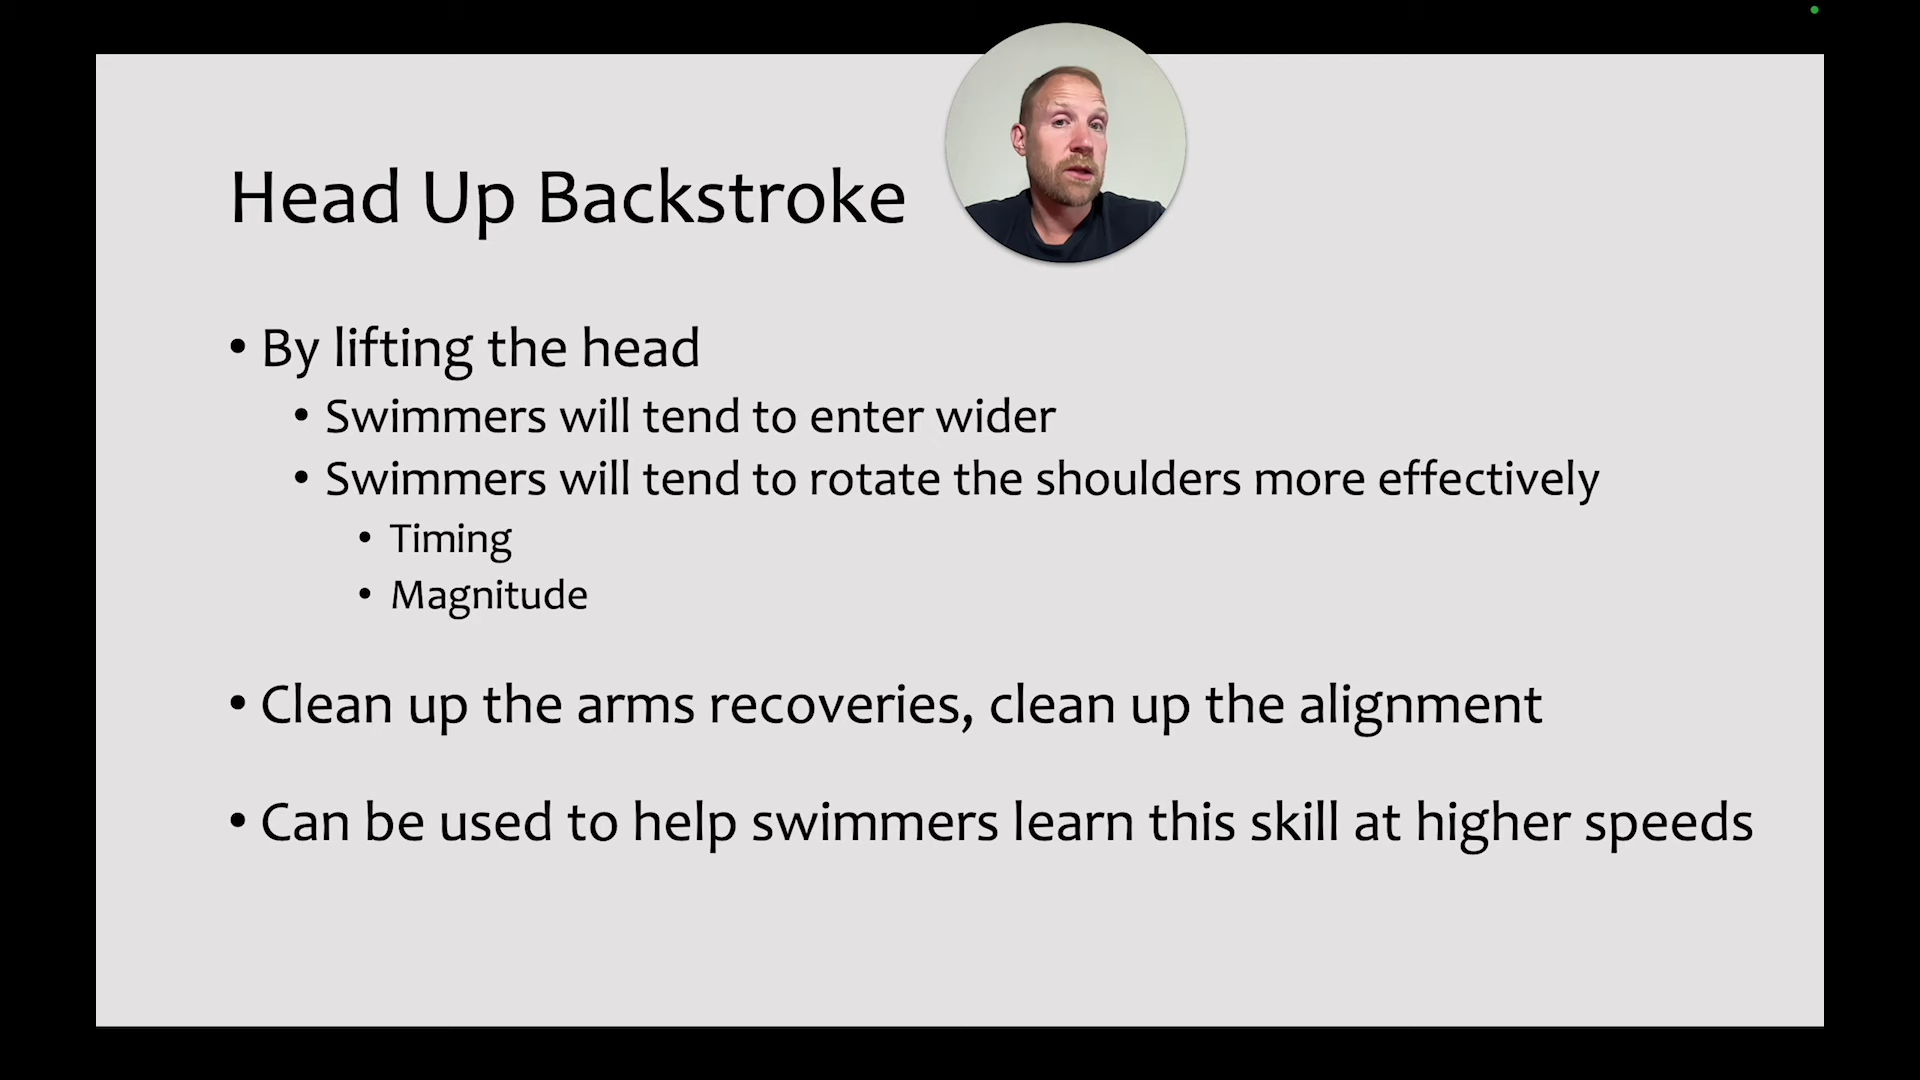 Head Up Backstroke
• By lifting the head
• Swimmers will tend to enter wider
• Swimmers will tend to rotate the shoulders more effectively
• Timing
• Magnitude
• Clean up the arms recoveries, clean up the alignment
• Can be used to help swimmers learn this skill at higher speeds